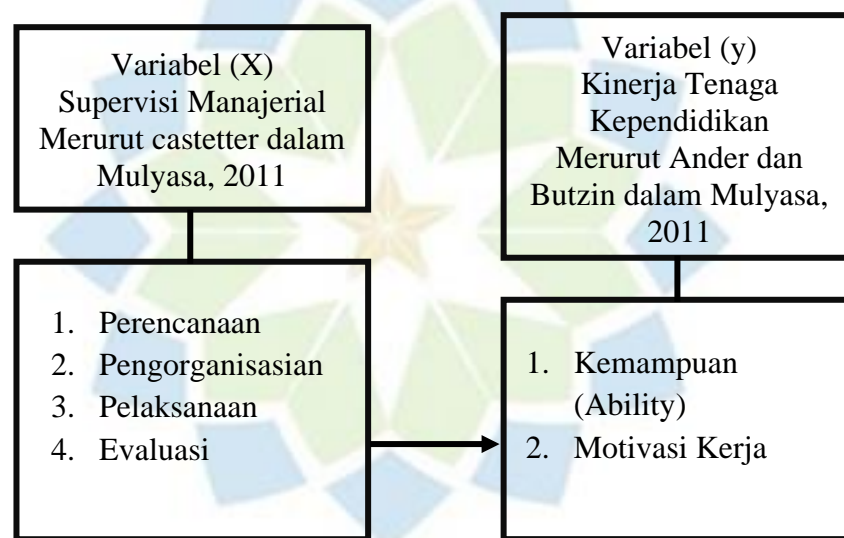 Variabel (X)
Supervisi Manajerial
Merurut castetter dalam
Mulyasa, 2011
Variabel (y)
Kinerja Tenaga
Kependidikan
Merurut Ander dan
Butzin dalam Mulyasa,
2011
1. Perencanaan
2. Pengorganisasian
3. Pelaksanaan
4. Evaluasi
1. Kemampuan
(Ability)
2. Motivasi Kerja